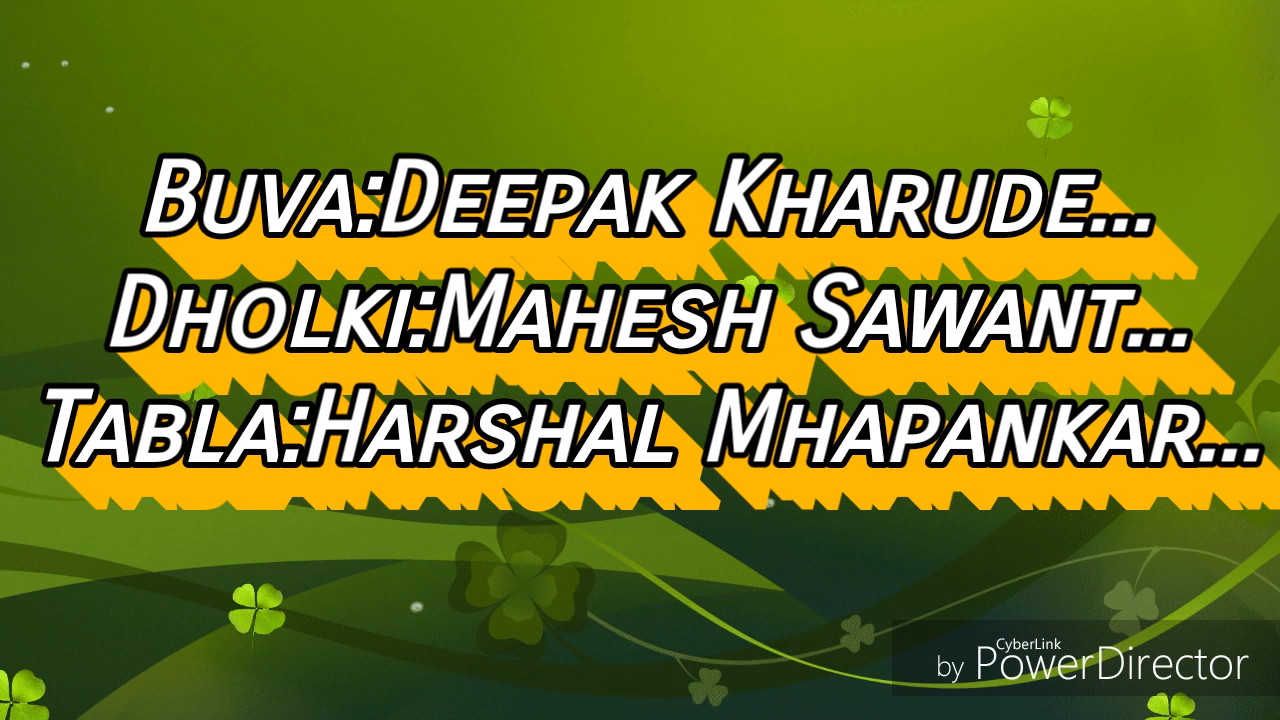 Buva:Deepak Kharude...
Dholki:Mahesh Sawant...
Tabla:Harshal Mhapankar...
CyberLink
by PowerDirector